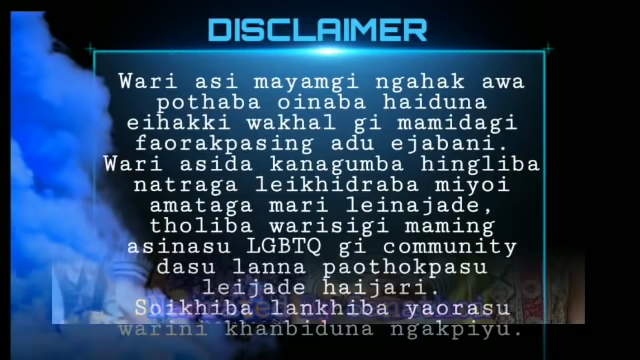 DISCLAIMER
Wari asi mayamgi ngahak awa
pothaba oinaba haiduna
eihakki wakhal gi mamidagi
faorakpasing adu ejabani.
Wari asida kanagumba hingliba
natraga leikhidraba miyoi
amataga mari leinajade,
tholiba warisigi maming
asinasu LGBTQ gi community
dasu lanna paothokpasu
leijade haijari.
Soikhiba lankhiba yaorasu
warini khanbiduna ngakpiyu.